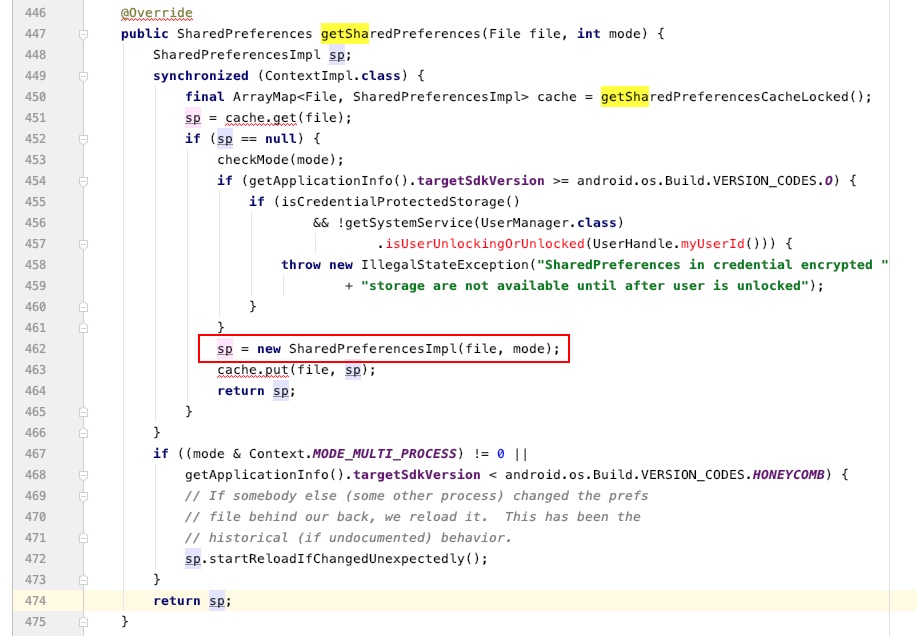 446 @Override
447 public SharedPreferences getSharedPreferences(File file, int mode) {
448 SharedPreferencesImpl sp;
449 synchronized (ContextImpl.class) {
450 final ArrayMap<File, SharedPreferencesImpl> cache = getSharedPreferencesCacheLocked();
451 sp = cache.get(file);
452 if (sp == null) {
453 checkMode(mode);
454 if (getApplicationInfo().targetSdkVersion >= android.os.Build.VERSION_CODES.O) {
455 if (isCredentialProtectedStorage()
456 && !getSystemService(UserManager.class)
457 .isUserUnlockingOrUnlocked(UserHandle.myUserId())) {
458 throw new IllegalStateException("SharedPreferences in credential encrypted "
459 + "storage are not available until after user is unlocked");
460 }
461 }
462 sp = new SharedPreferencesImpl(file, mode);
463 cache.put(file, sp);
464 return sp;
465 }
466 }
467 if ((mode & Context.MODE_MULTI_PROCESS) != 0 ||
468 getApplicationInfo().targetSdkVersion < android.os.Build.VERSION_CODES.HONEYCOMB) {
469 // If somebody else (some other process) changed the prefs
470 // file behind our back, we reload it.  This has been the
471 // historical (if undocumented) behavior.
472 sp.startReloadIfChangedUnexpectedly();
473 }
474 return sp;
475 }